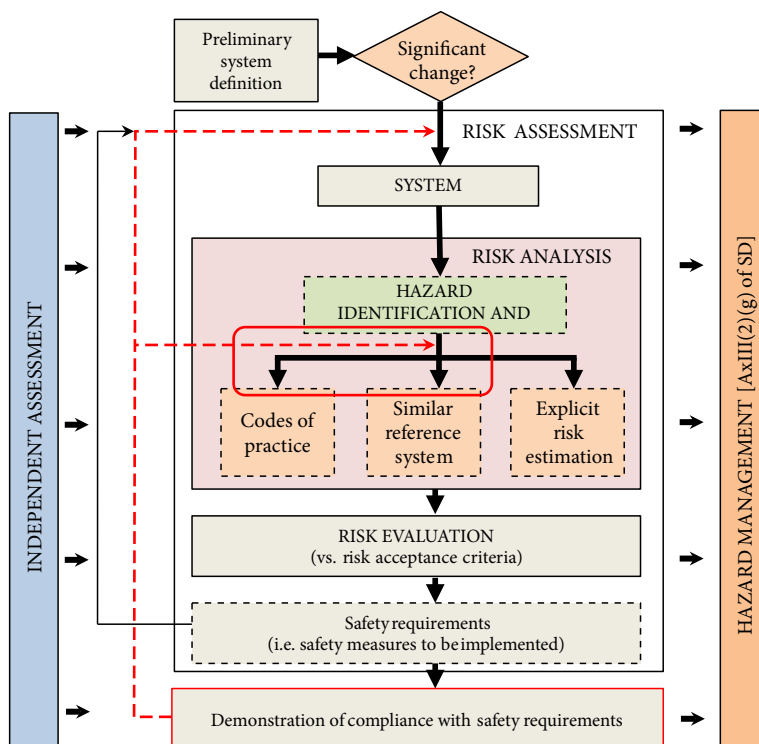 Preliminary
system
definition
Significant
change?
RISK ASSESSMENT
SYSTEM
RISK ANALYSIS
HAZARD
IDENTIFICATION AND
Codes of
practice
Similar
reference
system
Explicit
risk
estimation
RISK EVALUATION
(vs. risk acceptance criteria)
Safety requirements
(i.e. safety measures to be implemented)
Demonstration of compliance with safety requirements
INDEPENDENT ASSESSMENT
HAZARD MANAGEMENT [AxIII(2)(g) of SD]